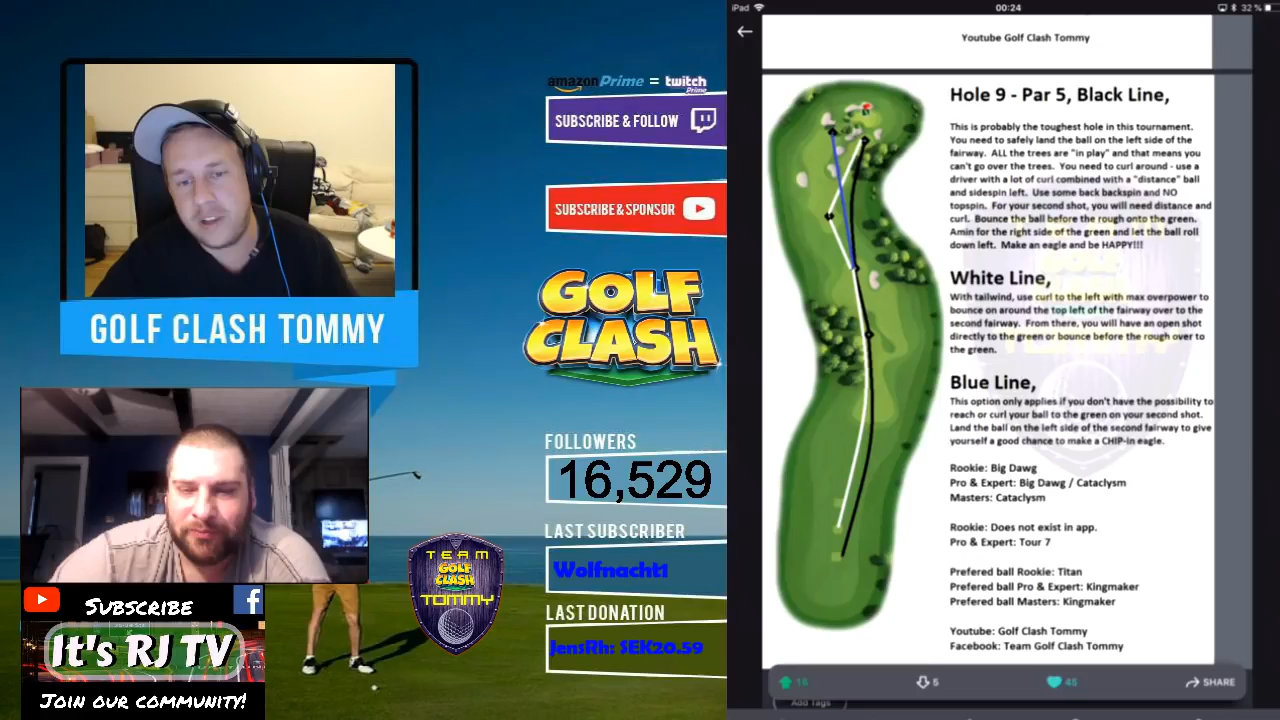 GOLF CLASH TOMMY
SUBSCRIBE
It's RJ TV
JOIN OUR COMMUNITY!
TEAM
GOLF
CLASH
TOMMY
amazonPrime = twitch
Prime
SUBSCRIBE & FOLLOW
SUBSCRIBE & SPONSOR
GOLF
CLASH
FOLLOWERS
16,529
LAST SUBSCRIBER
Wolfnacht1
LAST DONATION
JensRh: SEK20.59
iPad
00:24
32 %
Youtube Golf Clash Tommy
Hole 9 - Par 5, Black Line,
This is probably the toughest hole in this tournament.
You need to safely land the ball on the left side of the
fairway. ALL the trees are "in play" and that means you
can't go over the trees. You need to curl around - use a
driver with a lot of curl combined with a "distance" ball
and sidespin left. Use some back backspin and NO
topspin. For your second shot, you will need distance and
curl. Bounce the ball before the rough onto the green.
Amin for the right side of the green and let the ball roll
down left. Make an eagle and be HAPPY!!!
White Line,
With tailwind, use curl to the left with max overpower to
bounce on around the top left of the fairway over to the
second fairway. From there, you will have an open shot
directly to the green or bounce before the rough over to
the green.
Blue Line,
This option only applies if you don't have the possibility to
reach or curl your ball to the green on your second shot.
Land the ball on the left side of the second fairway to give
yourself a good chance to make a CHIP-in eagle.
Rookie: Big Dawg
Pro & Expert: Big Dawg / Cataclysm
Masters: Cataclysm
Rookie: Does not exist in app.
Pro & Expert: Tour 7
Prefered ball Rookie: Titan
Prefered ball Pro & Expert: Kingmaker
Prefered ball Masters: Kingmaker
Youtube: Golf Clash Tommy
Facebook: Team Golf Clash Tommy
5
45
SHARE
Add Tags